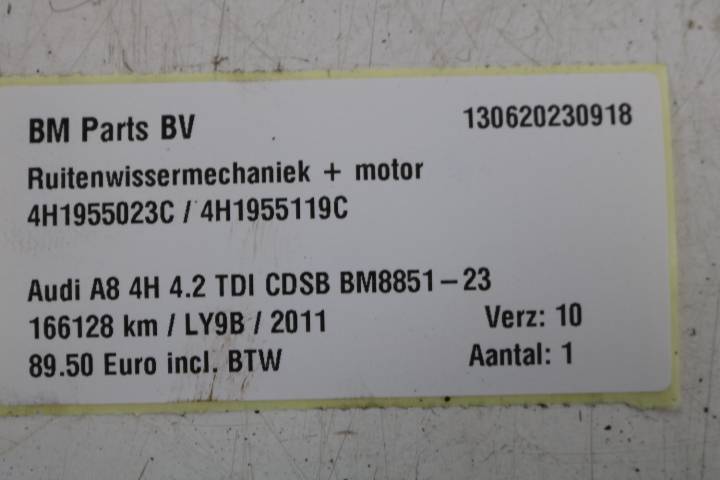 BM Parts BV 130620230918
Ruitenwissermechaniek + motor
4H1955023C / 4H1955119C
Audi A8 4H 4.2 TDI CDSB BM8851-23
166128 km / LY9B / 2011 Verz: 10
89.50 Euro incl. BTW Aantal: 1